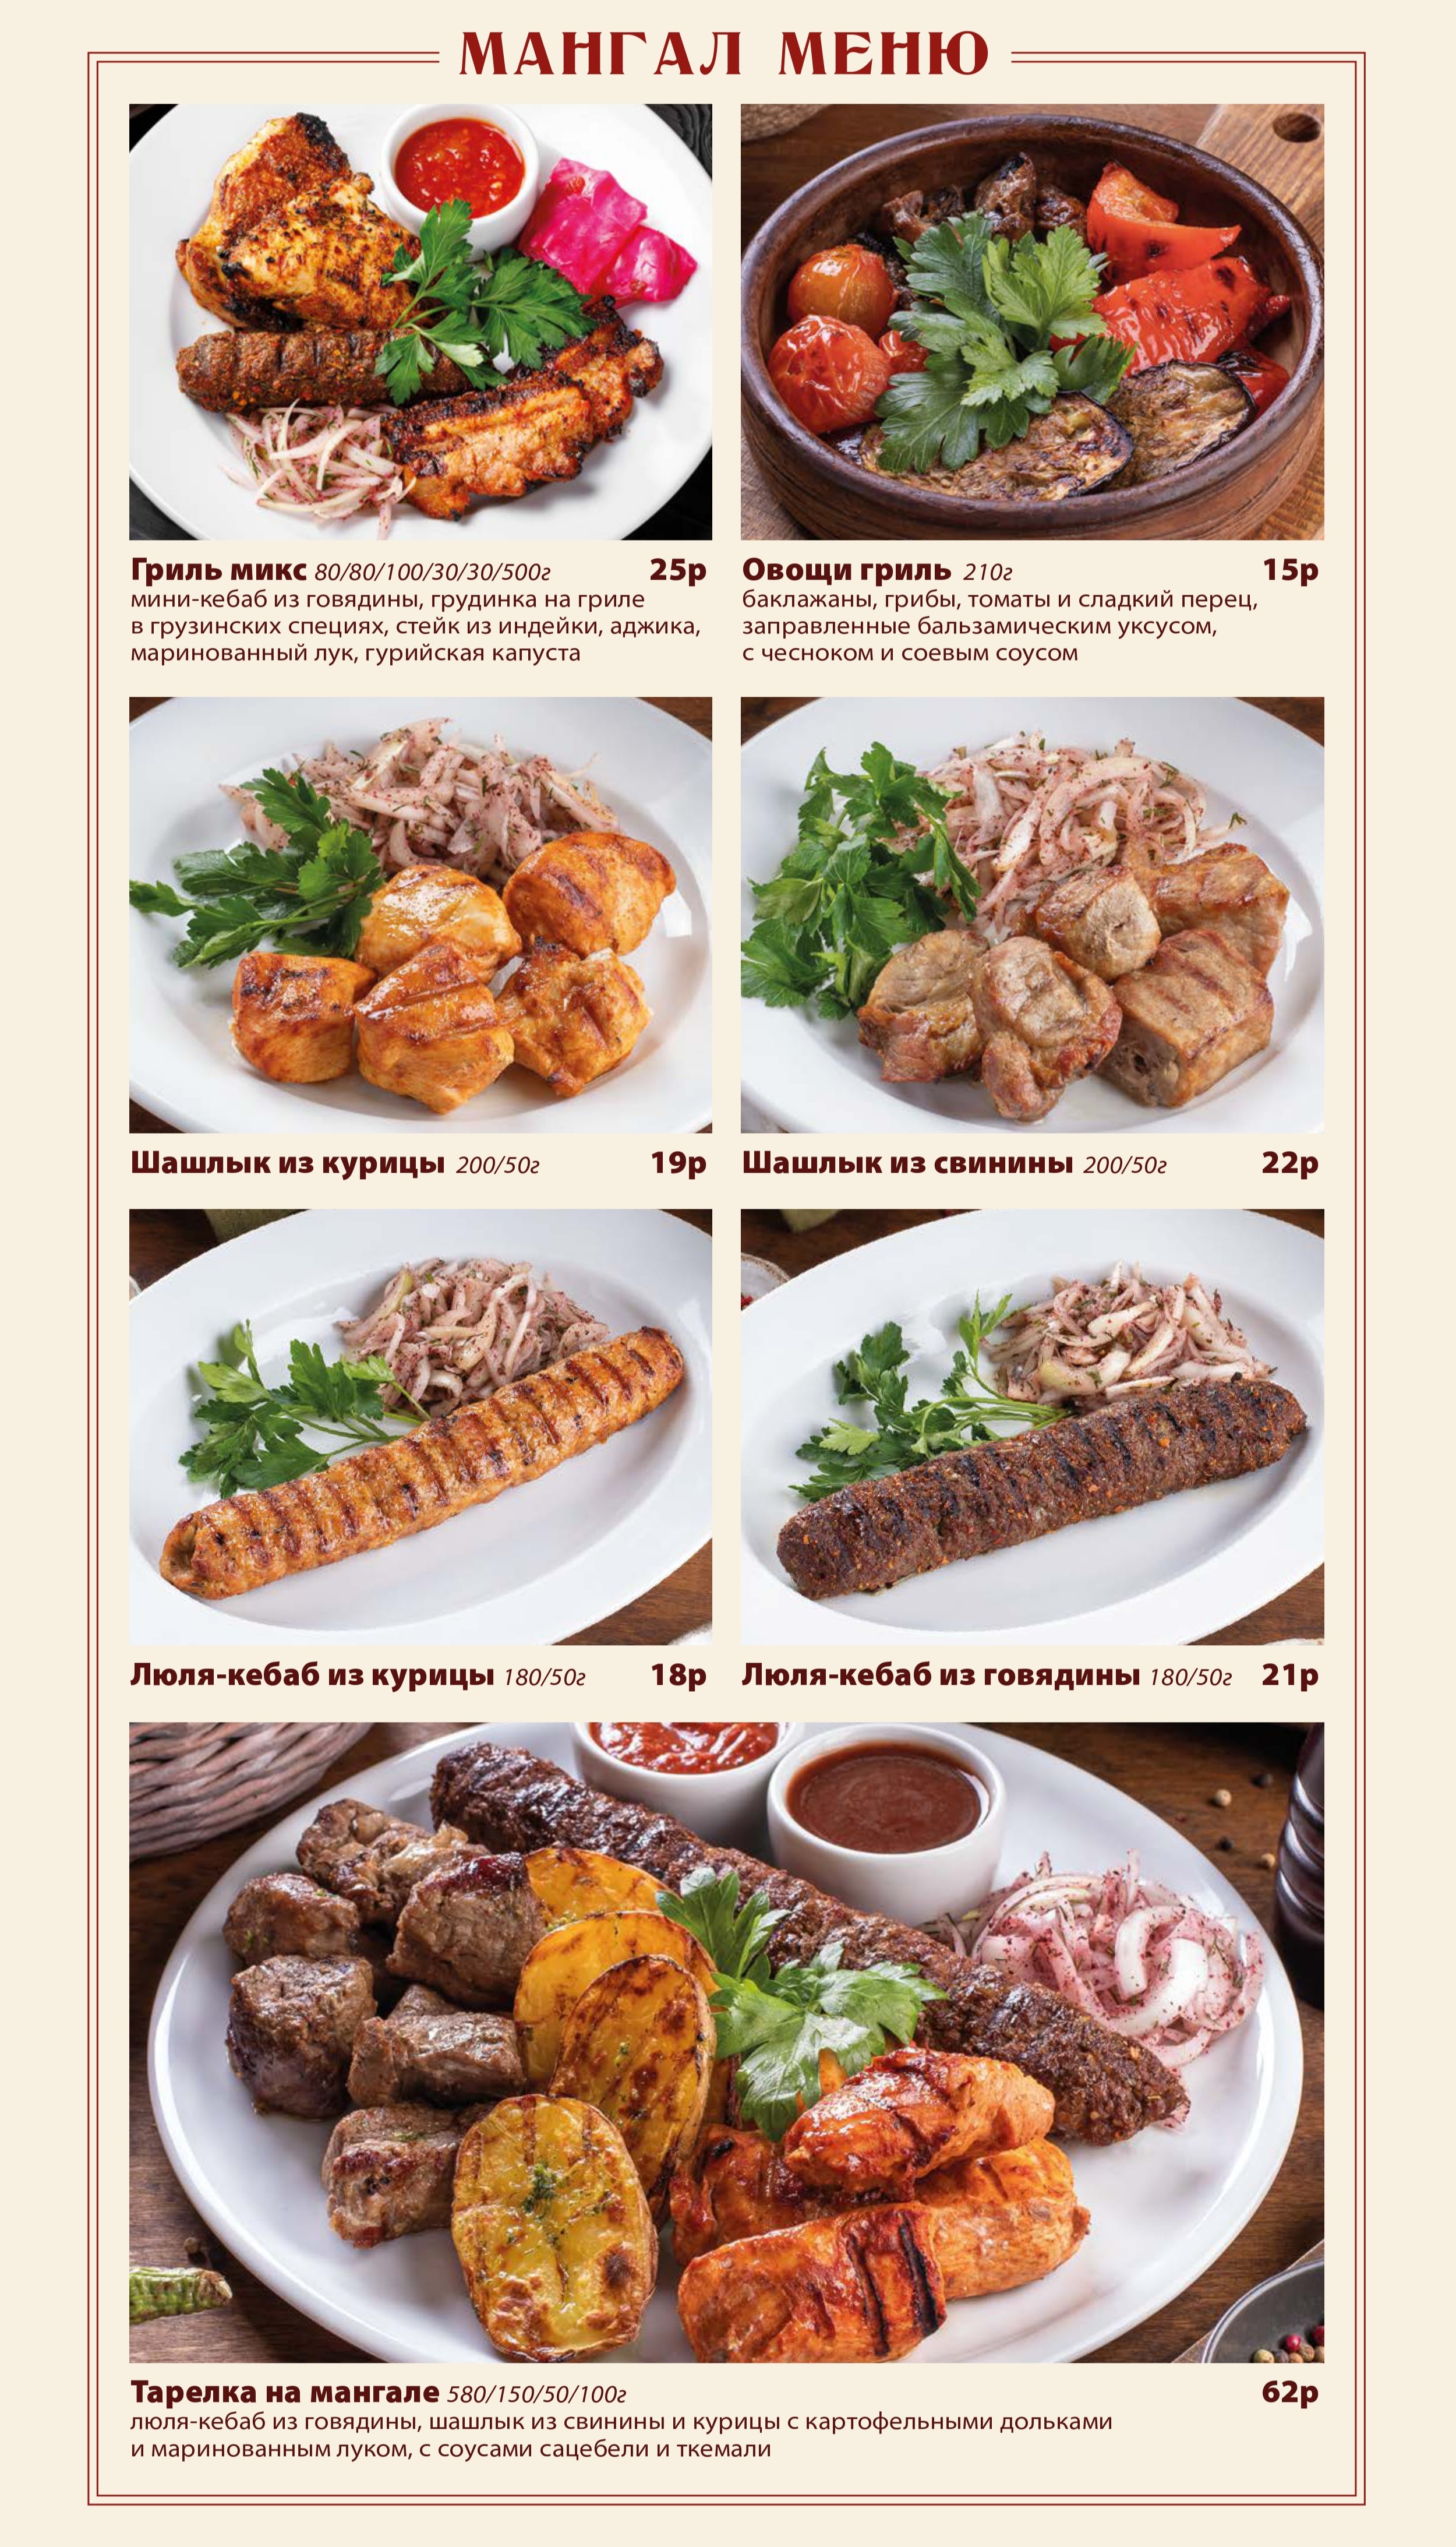 МАНГАЛ МЕНЮ
Гриль микс 80/80/100/30/30/500г 25р
мини-кебаб из говядины, грудинка на гриле
в грузинских специях, стейк из индейки, аджика,
маринованный лук, гурийская капуста
Овощи гриль 210г 15р
баклажаны, грибы, томаты и сладкий перец,
заправленные бальзамическим уксусом,
с чесноком и соевым соусом
Шашлык из курицы 200/50г 19р
Шашлык из свинины 200/50г 22р
Люля-кебаб из курицы 180/50г 18р
Люля-кебаб из говядины 180/50г 21р
Тарелка на мангале 580/150/50/100г 62р
люля-кебаб из говядины, шашлык из свинины и курицы с картофельными дольками
и маринованным луком, с соусами сацебели и ткемали